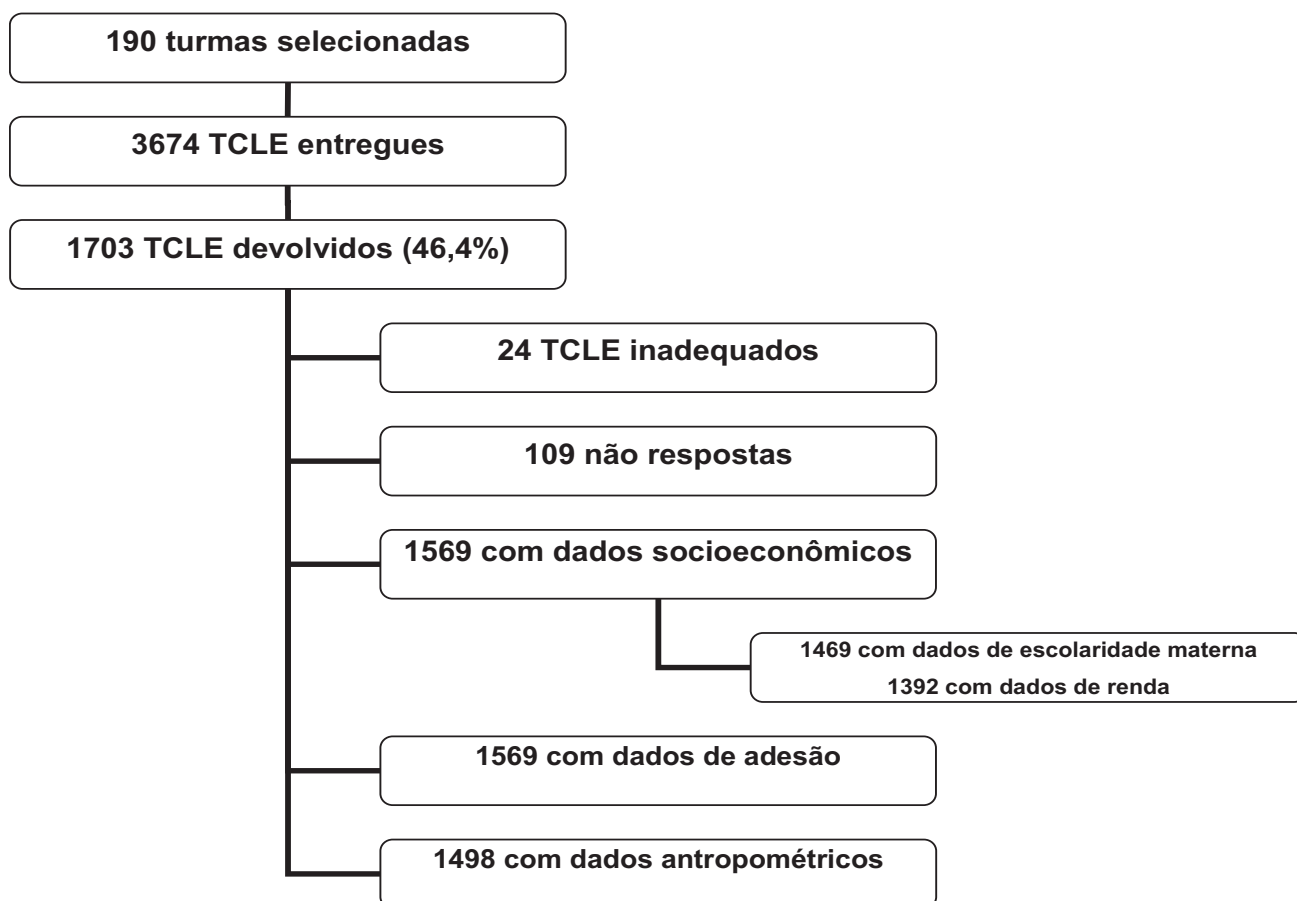 190 turmas selecionadas
3674 TCLE entregues
1703 TCLE devolvidos (46,4%)
24 TCLE inadequados
109 não respostas
1569 com dados socioeconômicos
1469 com dados de escolaridade materna
1392 com dados de renda
1569 com dados de adesão
1498 com dados antropométricos